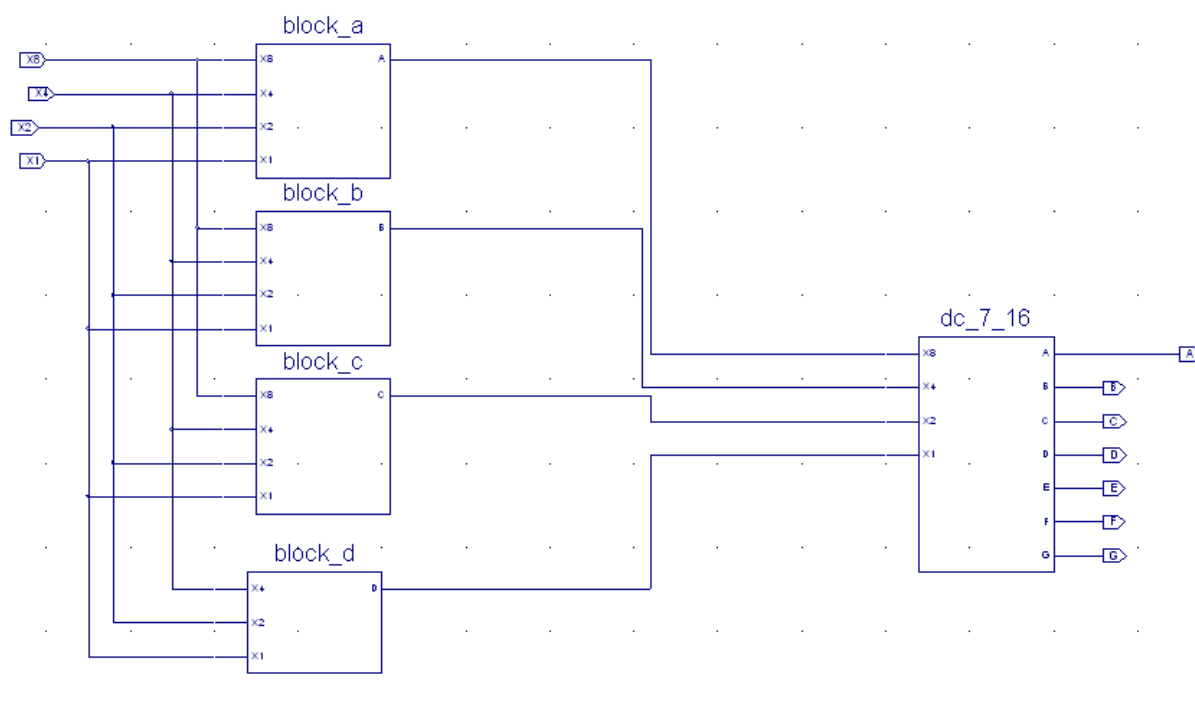 block_a
X8
X4
X2
X1
X8
X4
X2
X1
A
block_b
X8
X4
X2
X1
B
block_c
X8
X4
X2
X1
C
block_d
X4
X2
X1
D
dc_7_16
X8
X4
X2
X1
A
B
C
D
E
F
G
A
B
C
D
E
F
G